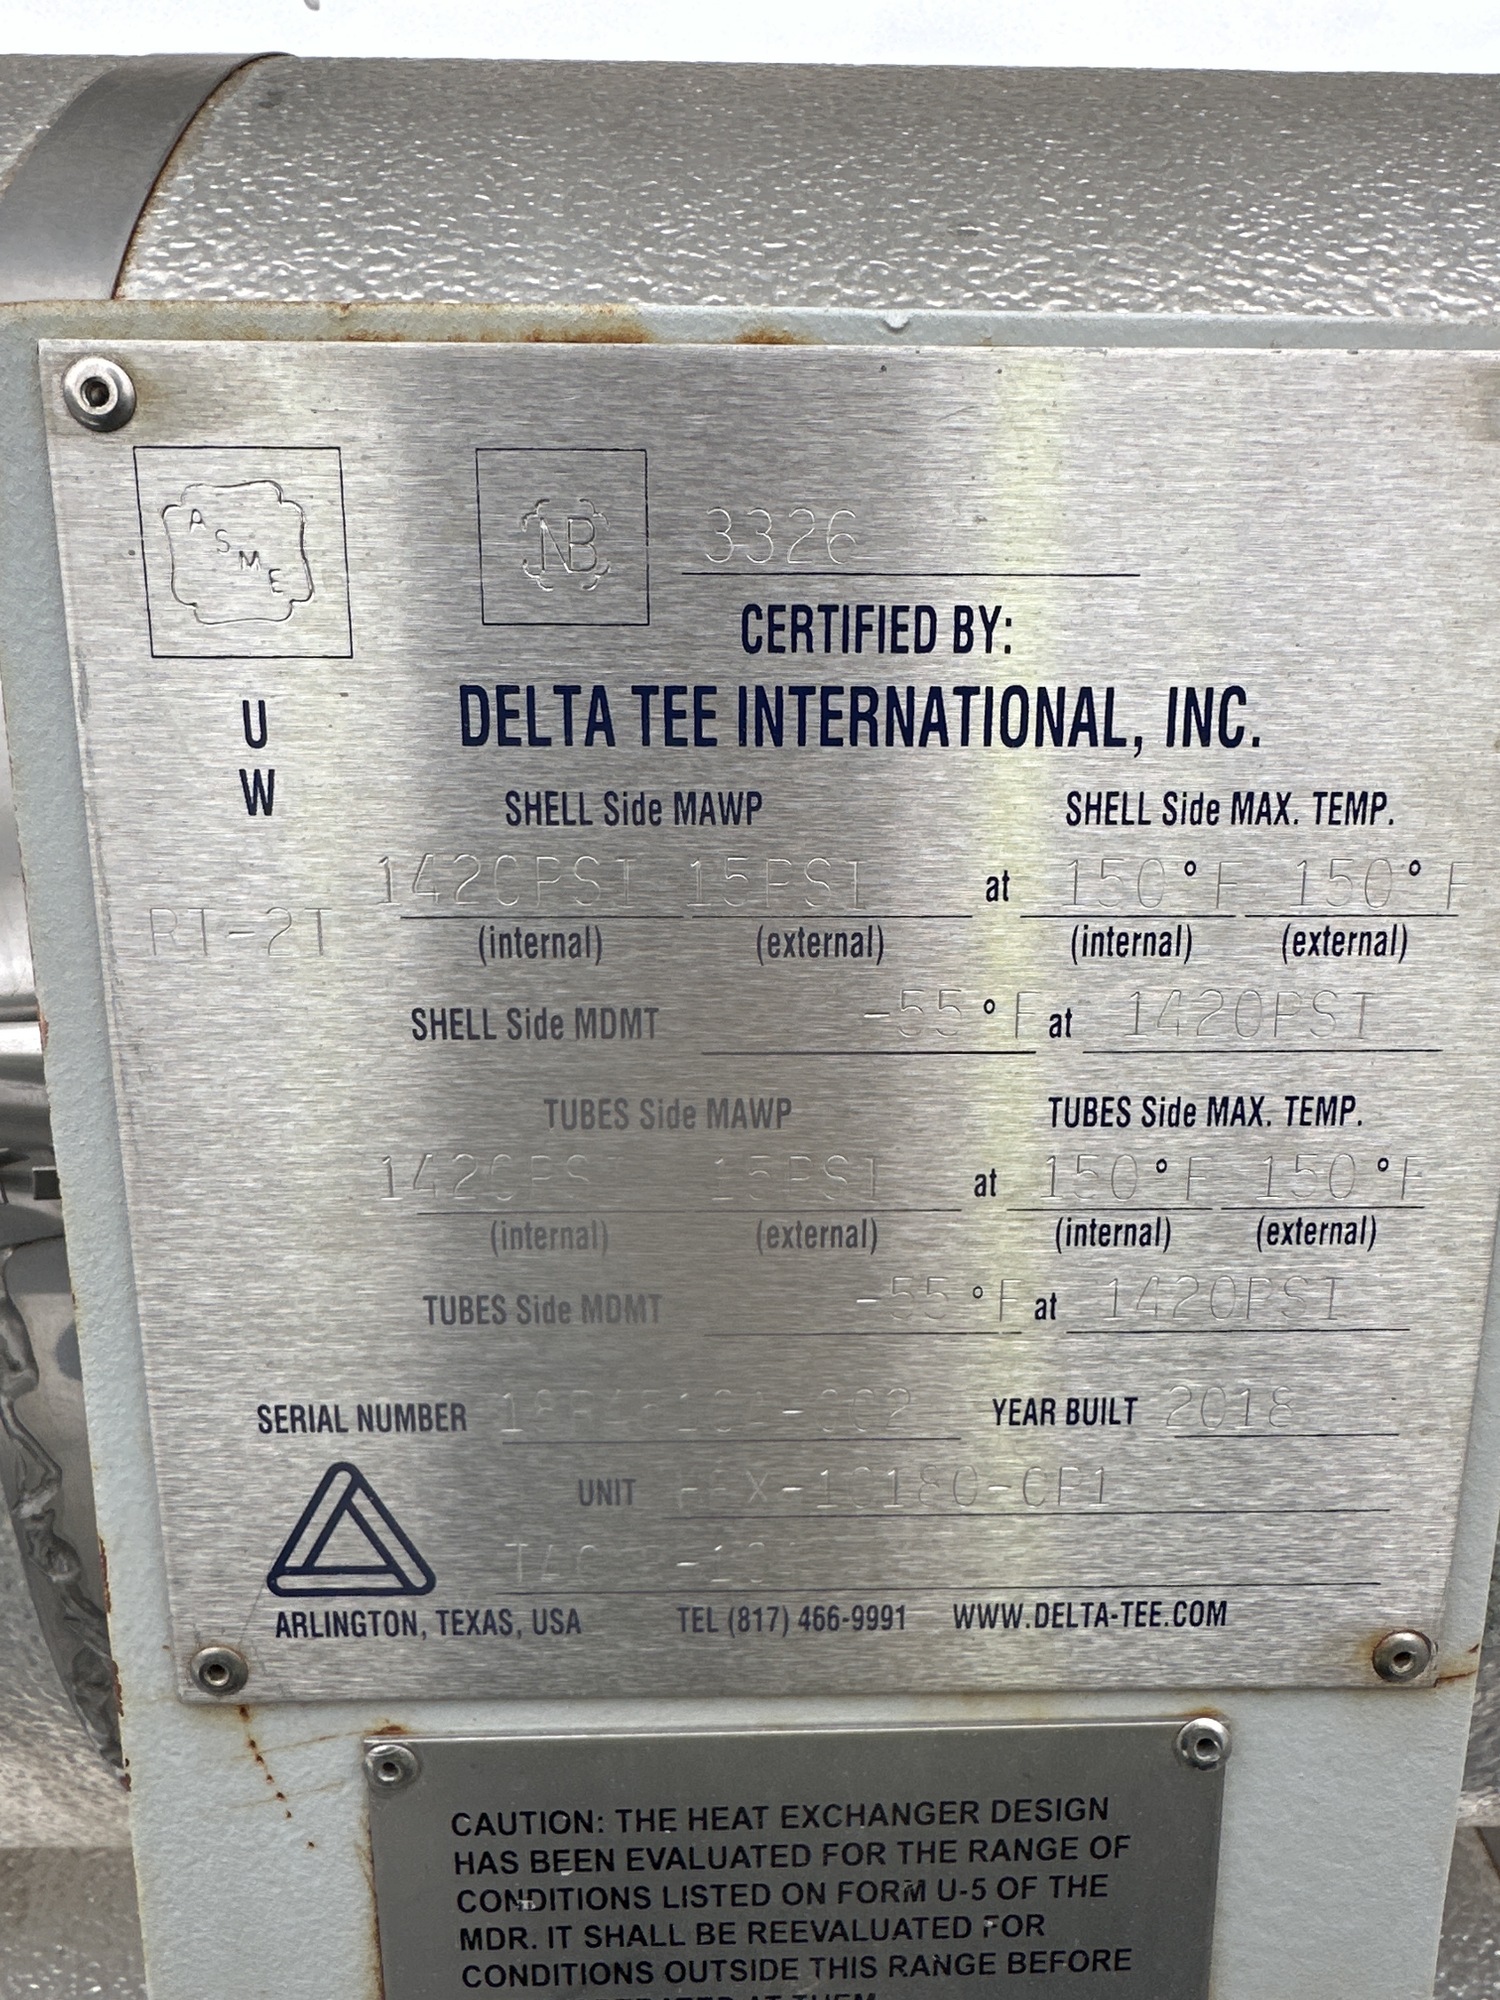 ASME
NB 3326
CERTIFIED BY:
U DELTA TEE INTERNATIONAL, INC.
W SHELL Side MAWP SHELL Side MAX. TEMP.
1420PSI 15PSI at 150°F 150°F
RT-2T (internal) (external) (internal) (external)
SHELL Side MDMT -55°F at 1420PSI
TUBES Side MAWP TUBES Side MAX. TEMP.
1420PSI 15PSI at 150°F 150°F
(internal) (external) (internal) (external)
TUBES Side MDMT -55°F at 1420PSI
SERIAL NUMBER YEAR BUILT 2018
UNIT
ARLINGTON, TEXAS, USA TEL (817) 466-9991 WWW.DELTA-TEE.COM
CAUTION: THE HEAT EXCHANGER DESIGN
HAS BEEN EVALUATED FOR THE RANGE OF
CONDITIONS LISTED ON FORM U-5 OF THE
MDR. IT SHALL BE REEVALUATED FOR
CONDITIONS OUTSIDE THIS RANGE BEFORE
AT THEM